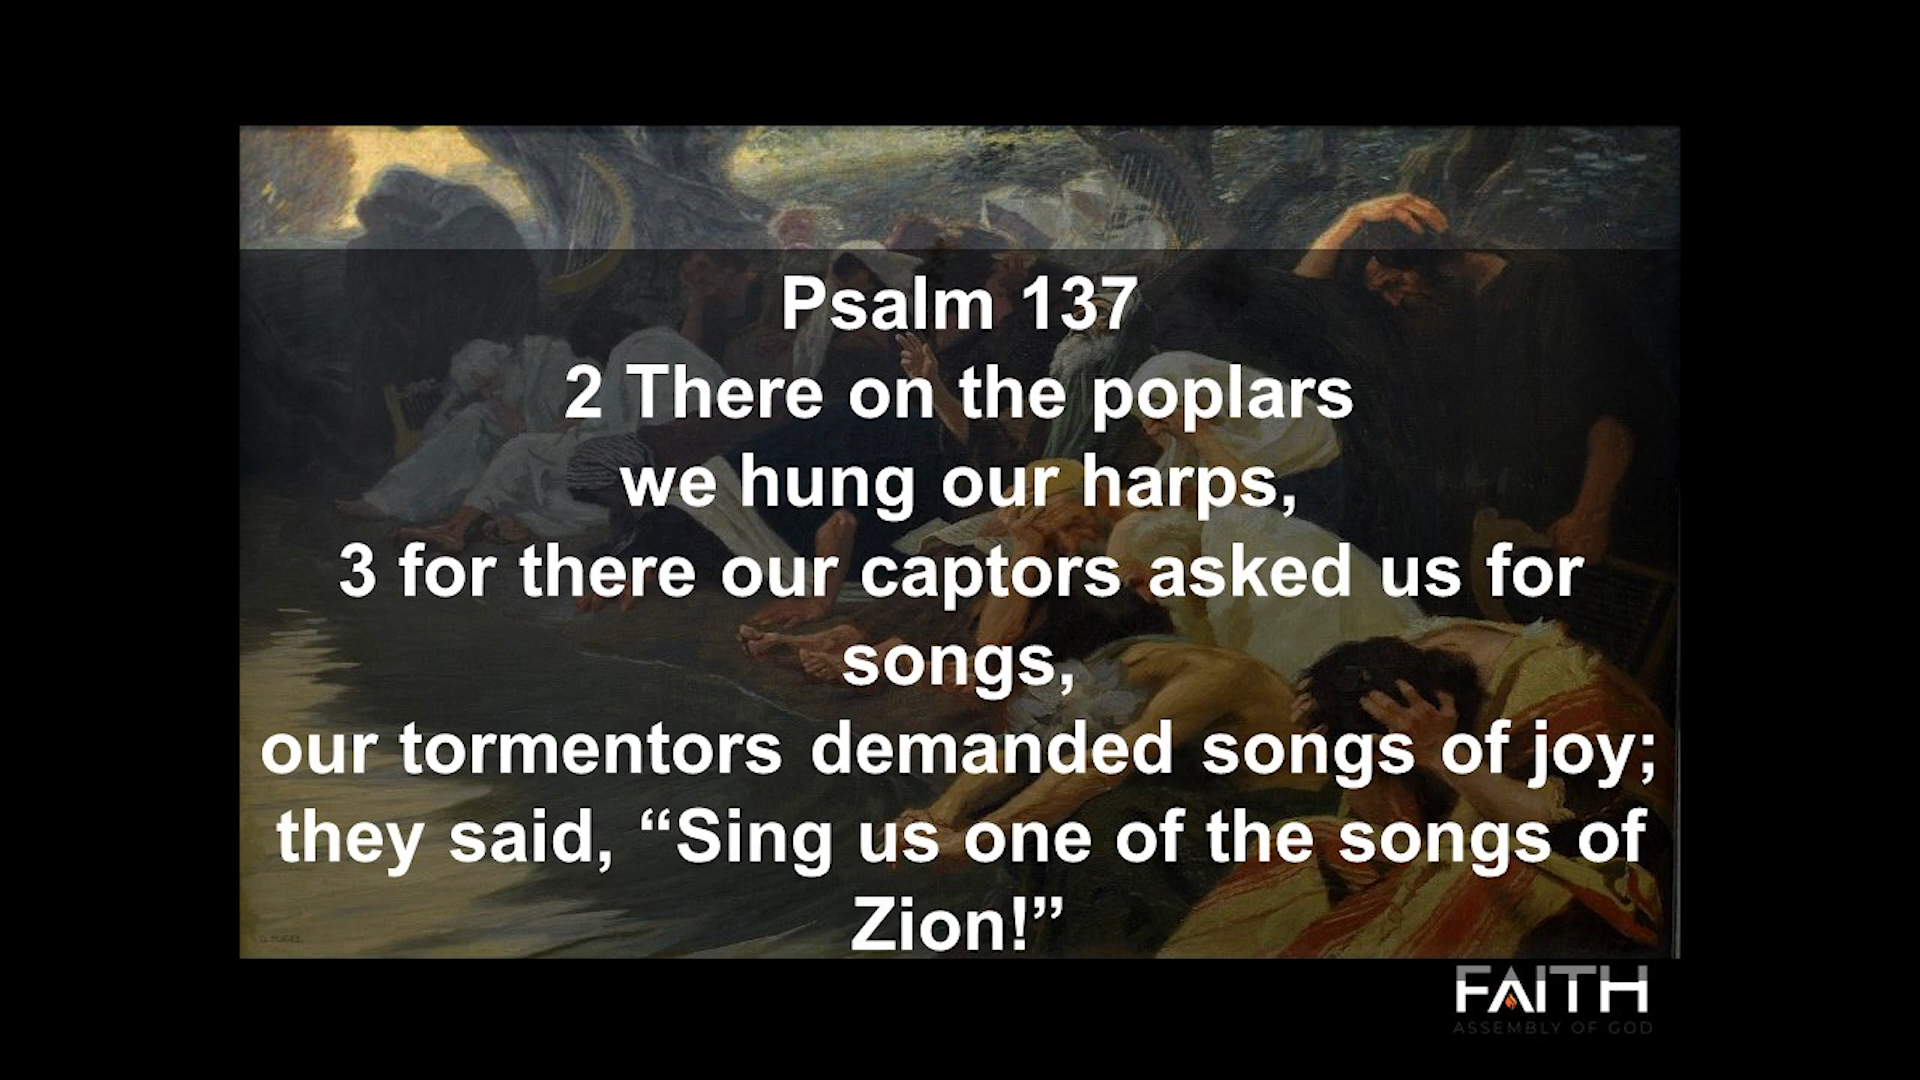 Psalm 137
2 There on the poplars
we hung our harps,
3 for there our captors asked us for
songs,
our tormentors demanded songs of joy;
they said, “Sing us one of the songs of
Zion!”
FAITH
ASSEMBLY OF GOD